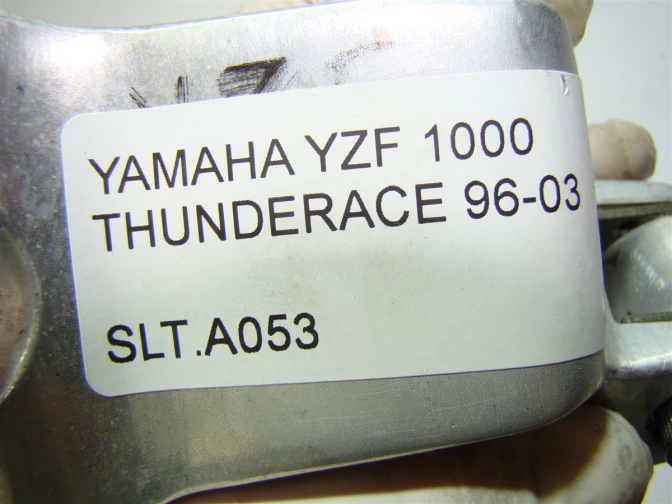 YAMAHA YZF 1000
THUNDERACE 96-03
SLT.A053